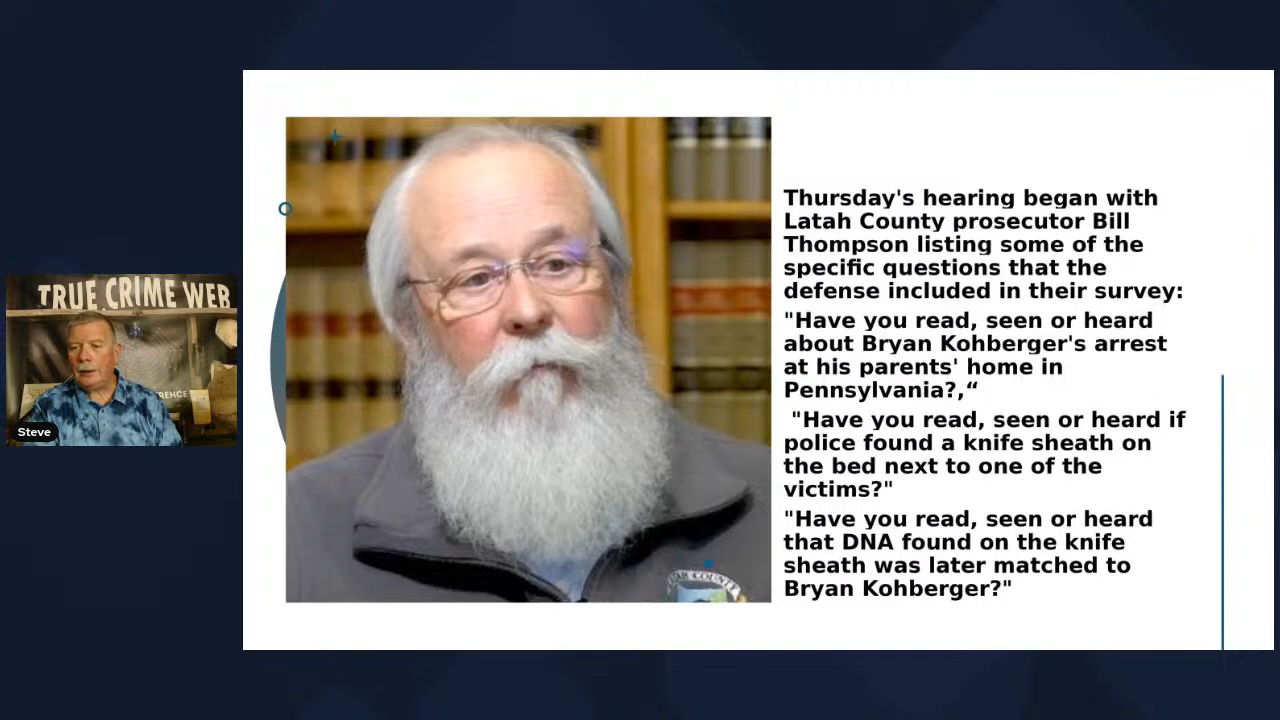 TRUE CRIME WEB
RENCE
Steve
Thursday's hearing began with
Latah County prosecutor Bill
Thompson listing some of the
specific questions that the
defense included in their survey:
"Have you read, seen or heard
about Bryan Kohberger's arrest
at his parents' home in
Pennsylvania?,“
"Have you read, seen or heard if
police found a knife sheath on
the bed next to one of the
victims?"
"Have you read, seen or heard
that DNA found on the knife
sheath was later matched to
Bryan Kohberger?"
COUNTY